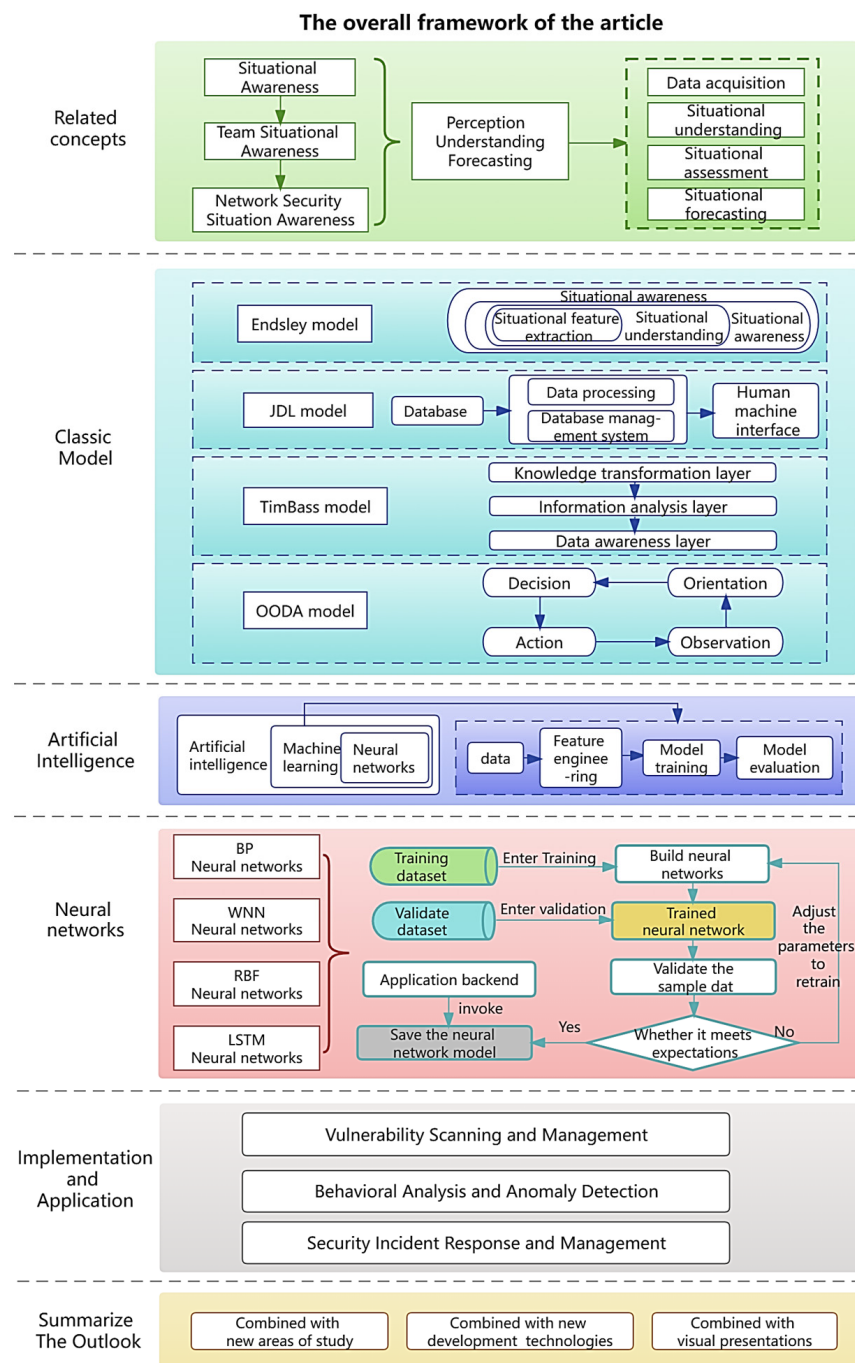 The overall framework of the article
Related
concepts
Situational
Awareness
Team Situational
Awareness
Network Security
Situation Awareness
Perception
Understanding
Forecasting
Data acquisition
Situational
understanding
Situational
assessment
Situational
forecasting
Classic
Model
Endsley model
Situational awareness
Situational feature
extraction
Situational
understanding
Situational
awareness
JDL model
Database
Data processing
Database manag-
ement system
Human
machine
interface
TimBass model
Knowledge transformation layer
Information analysis layer
Data awareness layer
OODA model
Decision
Orientation
Action
Observation
Artificial
Intelligence
Artificial
intelligence
Machine
learning
Neural
networks
data
Feature
enginee
-ring
Model
training
Model
evaluation
Neural
networks
BP
Neural networks
WNN
Neural networks
RBF
Neural networks
LSTM
Neural networks
Training
dataset
Enter Training
Build neural
networks
Validate
dataset
Enter validation
Trained
neural network
Adjust
the
parameters
to
retrain
Application backend
Validate the
sample dat
invoke
Save the neural
network model
Yes
Whether it meets
expectations
No
Implementation
and
Application
Vulnerability Scanning and Management
Behavioral Analysis and Anomaly Detection
Security Incident Response and Management
Summarize
The Outlook
Combined with
new areas of study
Combined with new
development technologies
Combined with
visual presentations